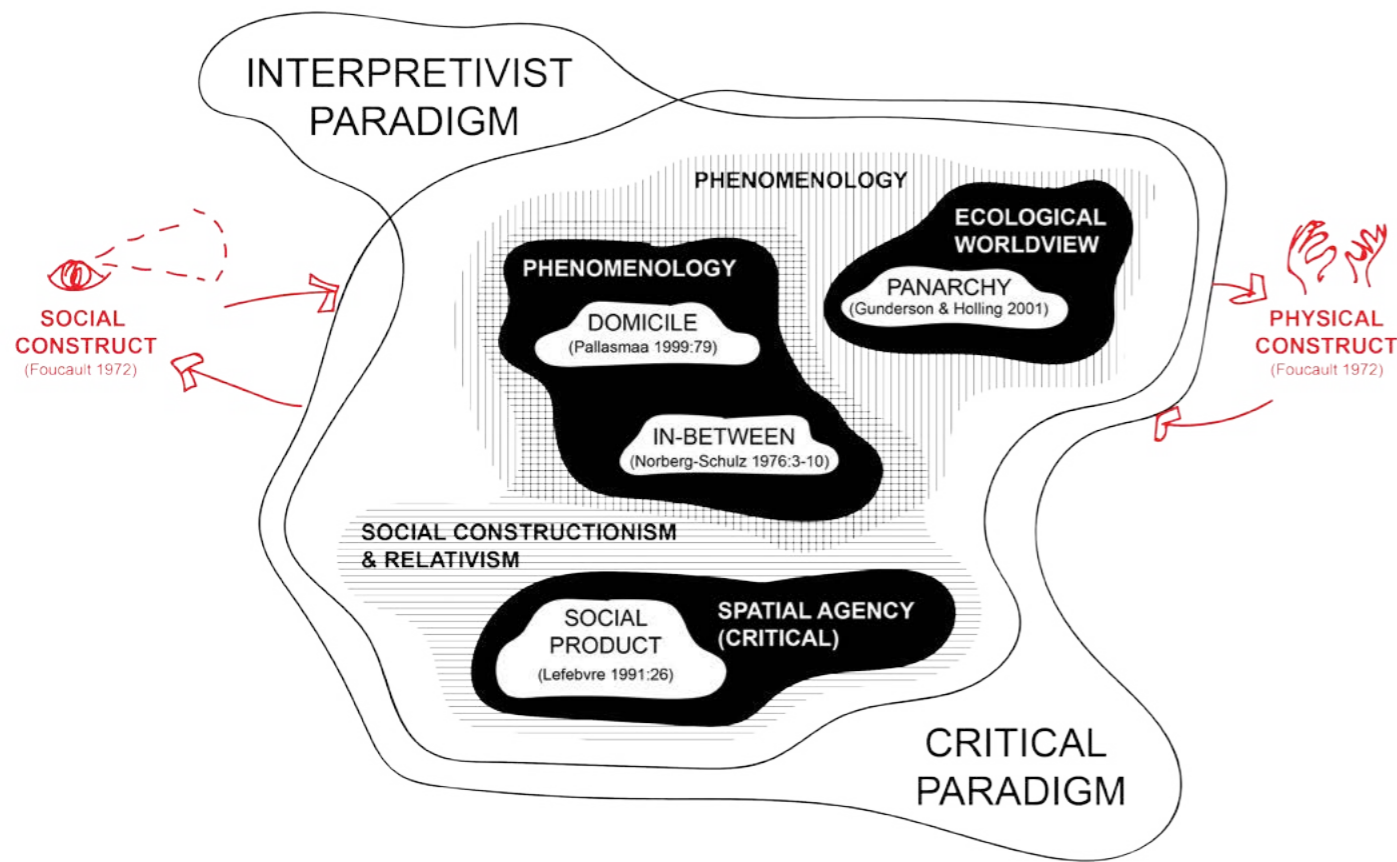 INTERPRETIVIST
PARADIGM
PHENOMENOLOGY
ECOLOGICAL
WORLDVIEW
PANARCHY
(Gunderson & Holling 2001)
PHENOMENOLOGY
DOMICILE
(Pallasmaa 1999:79)
IN-BETWEEN
(Norberg-Schulz 1976:3-10)
SOCIAL
CONSTRUCT
(Foucault 1972)
PHYSICAL
CONSTRUCT
(Foucault 1972)
SOCIAL CONSTRUCTIONISM
& RELATIVISM
SOCIAL
PRODUCT
(Lefebvre 1991:26)
SPATIAL AGENCY
(CRITICAL)
CRITICAL
PARADIGM